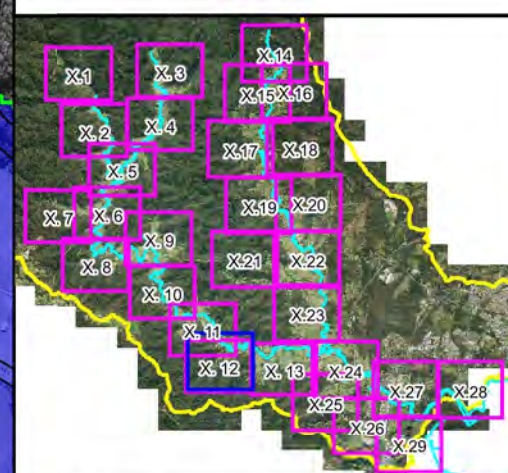 X.14
X.1
X. 3
X.15
X.16
X. 2
X. 4
X.17
X.18
X. 5
X. 7
X. 6
X.19
X.20
X. 9
X. 8
X.21
X.22
X. 10
X. 11
X.23
X. 12
X. 13
X.24
X.27
X.28
X.25
X.26
X.29